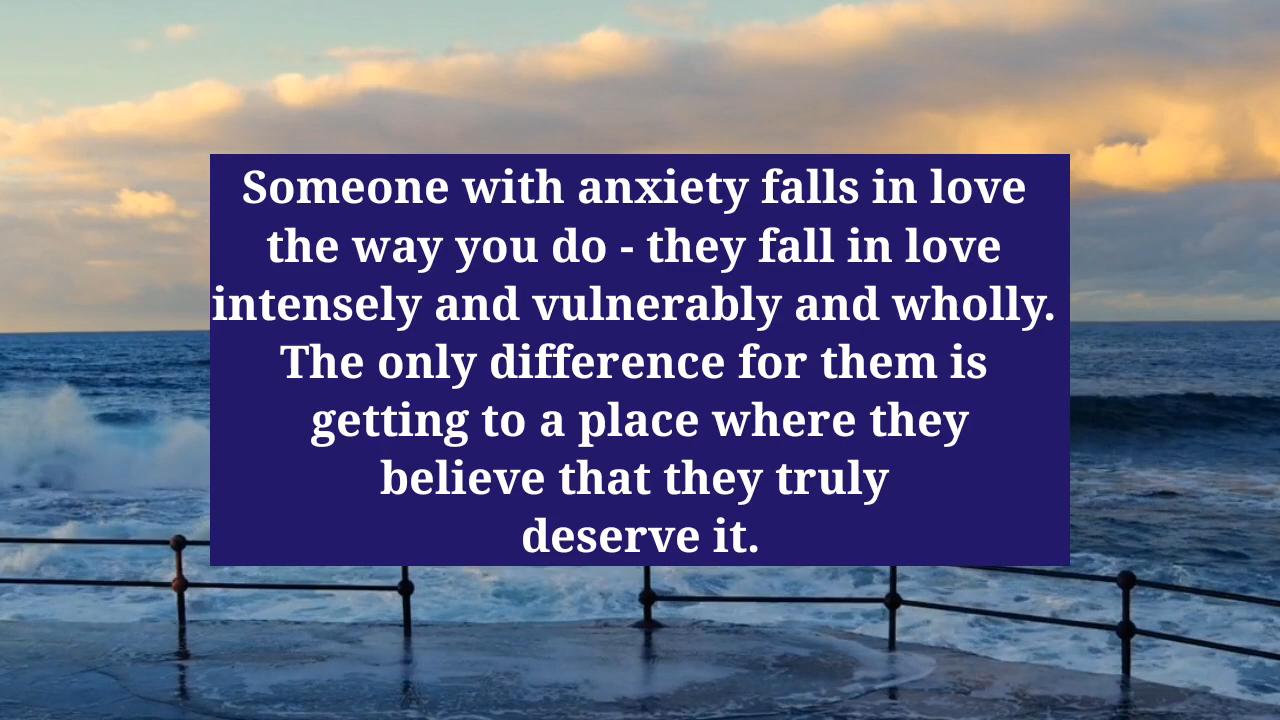 Someone with anxiety falls in love
the way you do - they fall in love
intensely and vulnerably and wholly.
The only difference for them is
getting to a place where they
believe that they truly
deserve it.